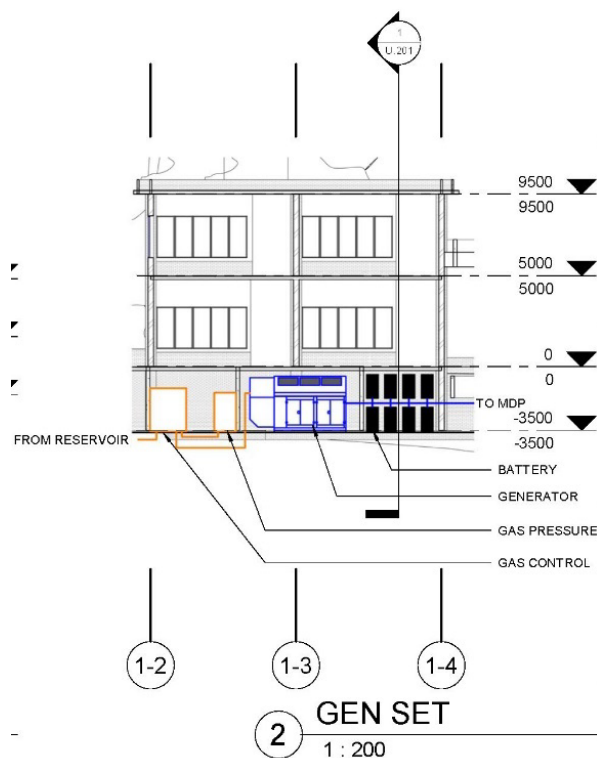 1
U.201
9500
9500
5000
5000
0
0
TO MDP
-3500
-3500
FROM RESERVOIR
BATTERY
GENERATOR
GAS PRESSURE
GAS CONTROL
1-2
1-3
1-4
2
GEN SET
1 : 200